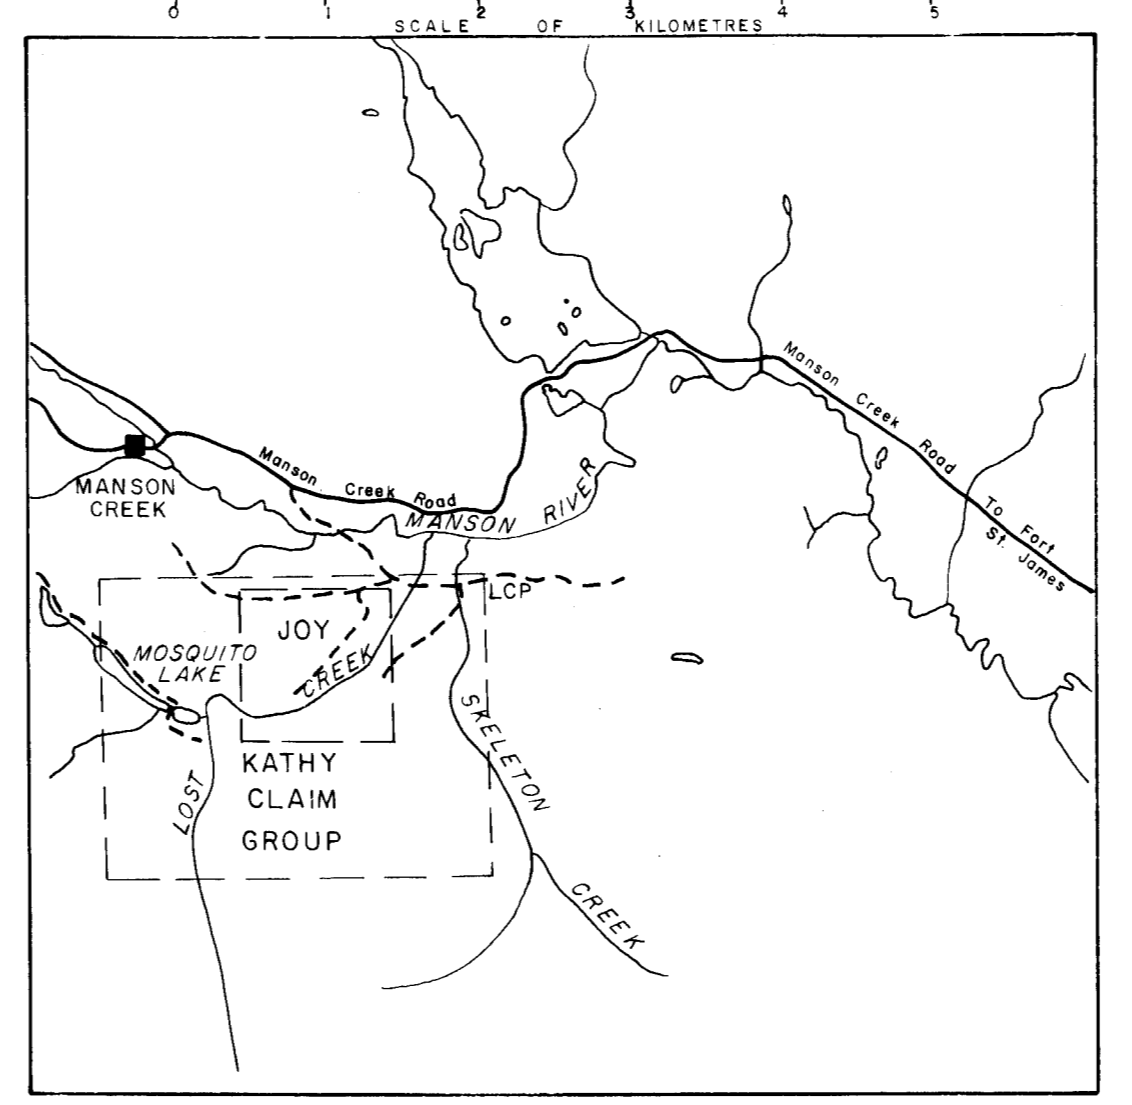 0 1 2 3 4 5
SCALE OF KILOMETRES
Manson Creek Road To Fort
St. James
Manson Creek Road
MANSON
CREEK
MANSON RIVER
LCP
JOY
MOSQUITO
LAKE
CREEK
SKELETON
CREEK
KATHY
CLAIM
GROUP
LOST